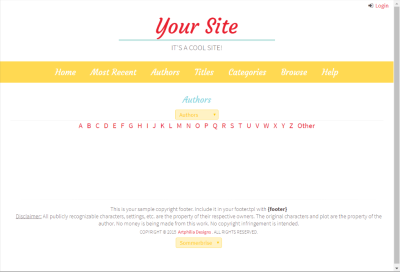 Login
Your Site
IT'S A COOL SITE!
Home Most Recent Authors Titles Categories Browse Help
Authors
Authors
A B C D E F G H I J K L M N O P Q R S T U V W X Y Z Other
This is your sample copyright footer. Include it in your footer.tpl with {footer}
Disclaimer: All publicly recognizable characters, settings, etc. are the property of their respective owners. The original characters and plot are the property of the
author. No money is being made from this work. No copyright infringement is intended.
COPYRIGHT © 2015 Artphilia Designs . ALL RIGHTS RESERVED.